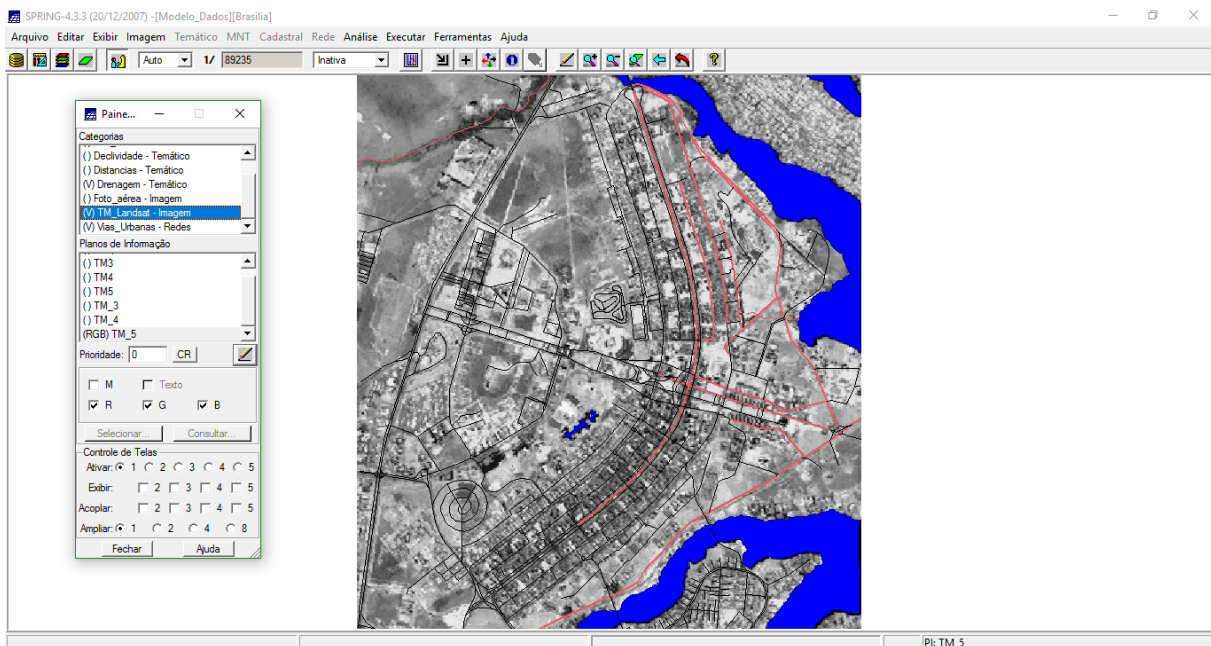 SPRING-4.3.3 (20/12/2007) -[Modelo_Dados][Brasilia]
Arquivo Editar Exibir Imagem Temático MNT Cadastral Rede Análise Executar Ferramentas Ajuda
Auto 1/ 89235 Inativa
Paine...
Categorias
() Declividade - Temático
() Distancias - Temático
(V) Drenagem - Temático
() Foto_aérea - Imagem
(V) TM_Landsat - Imagem
(V) Vias_Urbanas - Redes
Planos de Informação
() TM3
() TM4
() TM5
() TM_3
() TM_4
(RGB) TM_5
Prioridade: 0 CR
M Texto
R G B
Selecionar... Consultar...
Controle de Telas
Ativar: 1 2 3 4 5
Exibir: 2 3 4 5
Acoplar: 2 3 4 5
Ampliar: 1 2 4 8
Fechar Ajuda
PI: TM_5